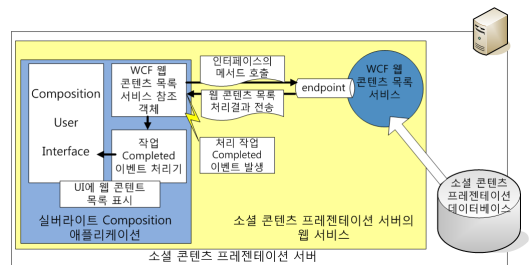 인터페이스의
메서드 호출
WCF 웹
콘텐츠 목록
서비스 참조
객체
endpoint
WCF 웹
콘텐츠 목록
서비스
웹 콘텐츠 목록
처리결과 전송
Composition
User
Interface
작업
Completed
이벤트 처리기
처리 작업
Completed
이벤트 발생
UI에 웹 콘텐트
목록 표시
소셜 콘텐츠
프레젠테이션
데이터베이스
실버라이트 Composition
애플리케이션
소셜 콘텐츠 프레젠테이션 서버의
웹 서비스
소셜 콘텐츠 프레젠테이션 서버